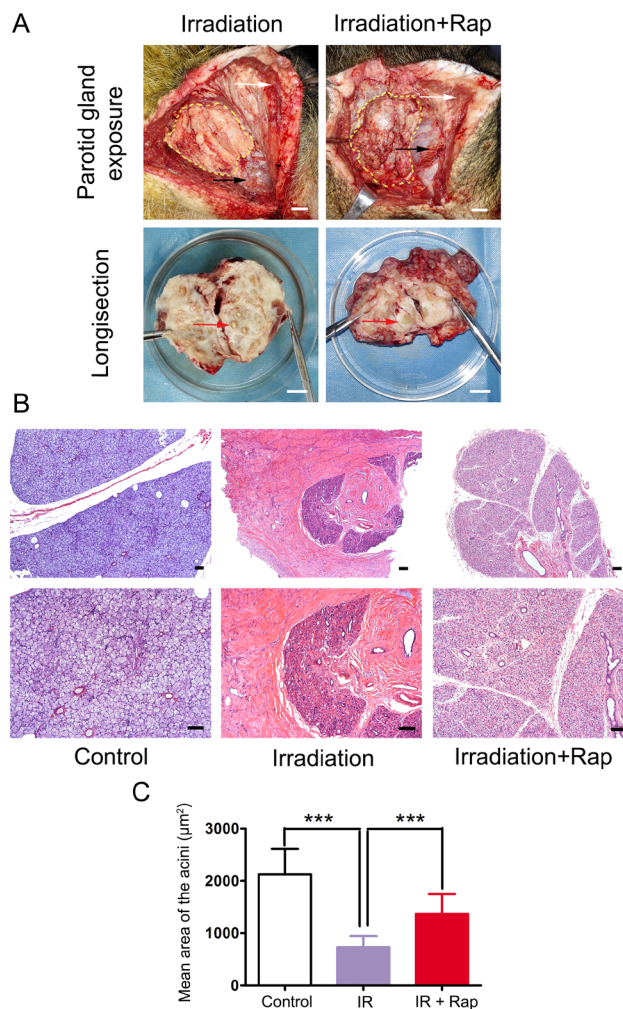 A
Irradiation
Irradiation+Rap
Parotid gland
exposure
Longisection
B
Control
Irradiation
Irradiation+Rap
C
Mean area of the acini (µm²)
3000
2000
1000
0
***
***
Control
IR
IR + Rap